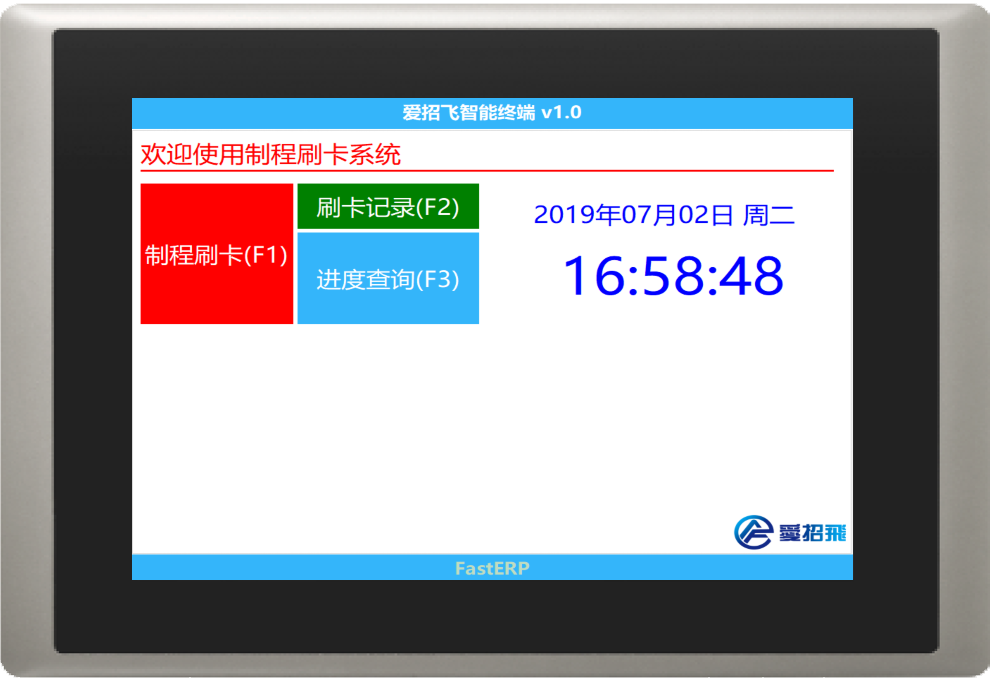 爱招飞智能终端 v1.0
欢迎使用制程刷卡系统
制程刷卡(F1)
刷卡记录(F2)
进度查询(F3)
2019年07月02日 周二
16:58:48
愛招飛
FastERP